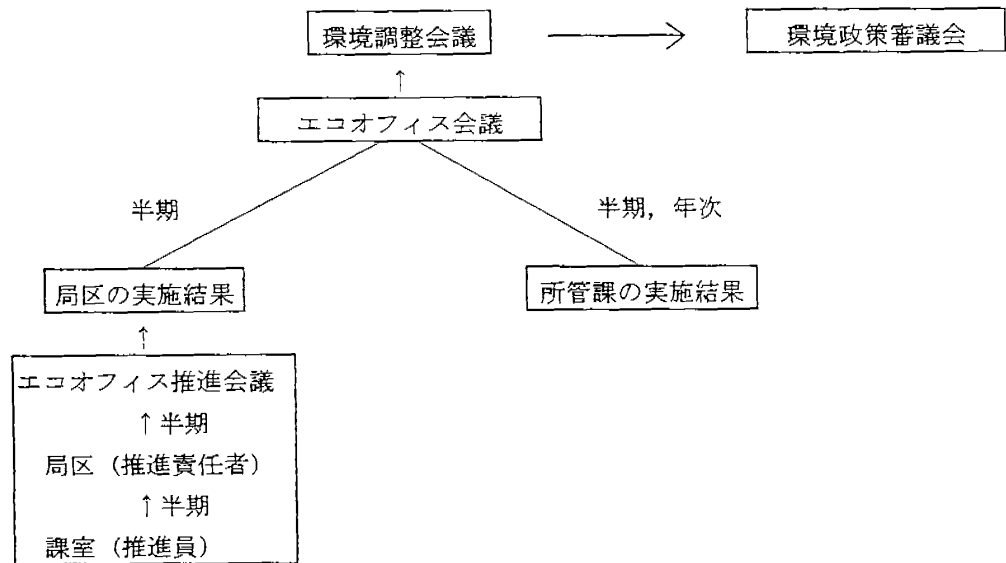 環境調整会議
環境政策審議会
↑
エコオフィス会議
半期
半期，年次
局区の実施結果
所管課の実施結果
↑
エコオフィス推進会議
↑半期
局区（推進責任者）
↑半期
課室（推進員）